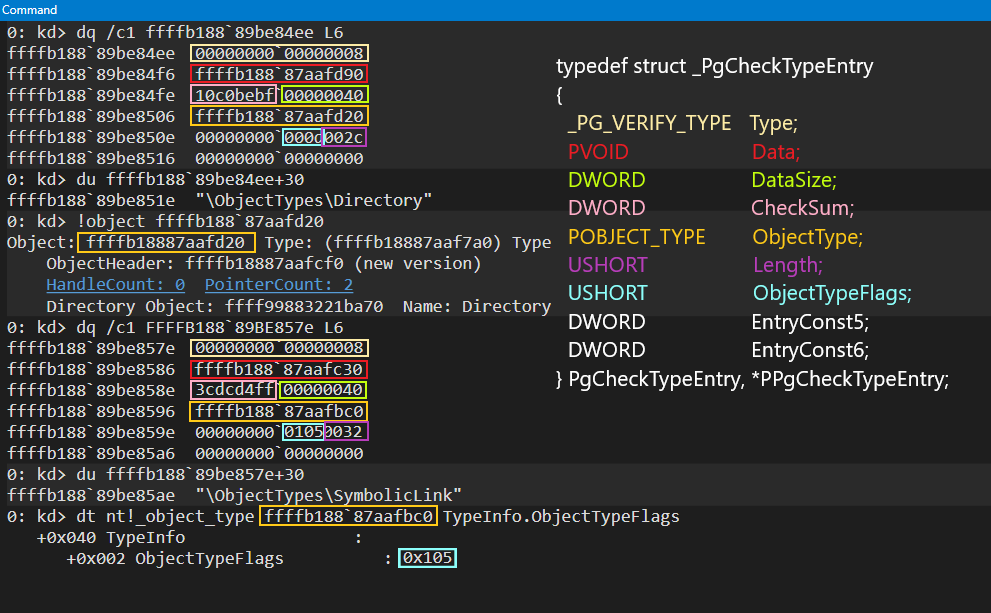 Command
0: kd> dq /c1 ffffb188`89be84ee L6
ffffb188`89be84ee 00000000`00000008
ffffb188`89be84f6 ffffb188`87aafd90
ffffb188`89be84fe 10c0bebf`00000040
ffffb188`89be8506 ffffb188`87aafd20
ffffb188`89be850e 00000000`000d002c
ffffb188`89be8516 00000000`00000000
0: kd> du ffffb188`89be84ee+30
ffffb188`89be851e "\ObjectTypes\Directory"
0: kd> !object ffffb188`87aafd20
Object: ffffb18887aafd20 Type: (ffffb18887aaf7a0) Type
ObjectHeader: ffffb18887aafcf0 (new version)
HandleCount: 0 PointerCount: 2
Directory Object: ffff99883221ba70 Name: Directory
0: kd> dq /c1 FFFFB188`89BE857e L6
ffffb188`89be857e 00000000`00000008
ffffb188`89be8586 ffffb188`87aafc30
ffffb188`89be858e 3cdcd4ff`00000040
ffffb188`89be8596 ffffb188`87aafbc0
ffffb188`89be859e 00000000`01050032
ffffb188`89be85a6 00000000`00000000
0: kd> du ffffb188`89be857e+30
ffffb188`89be85ae "\ObjectTypes\SymbolicLink"
0: kd> dt nt!_object_type ffffb188`87aafbc0 TypeInfo.ObjectTypeFlags
+0x040 TypeInfo :
+0x002 ObjectTypeFlags : 0x105
typedef struct _PgCheckTypeEntry
{
_PG_VERIFY_TYPE Type;
PVOID Data;
DWORD DataSize;
DWORD CheckSum;
POBJECT_TYPE ObjectType;
USHORT Length;
USHORT ObjectTypeFlags;
DWORD EntryConst5;
DWORD EntryConst6;
} PgCheckTypeEntry, *PPgCheckTypeEntry;